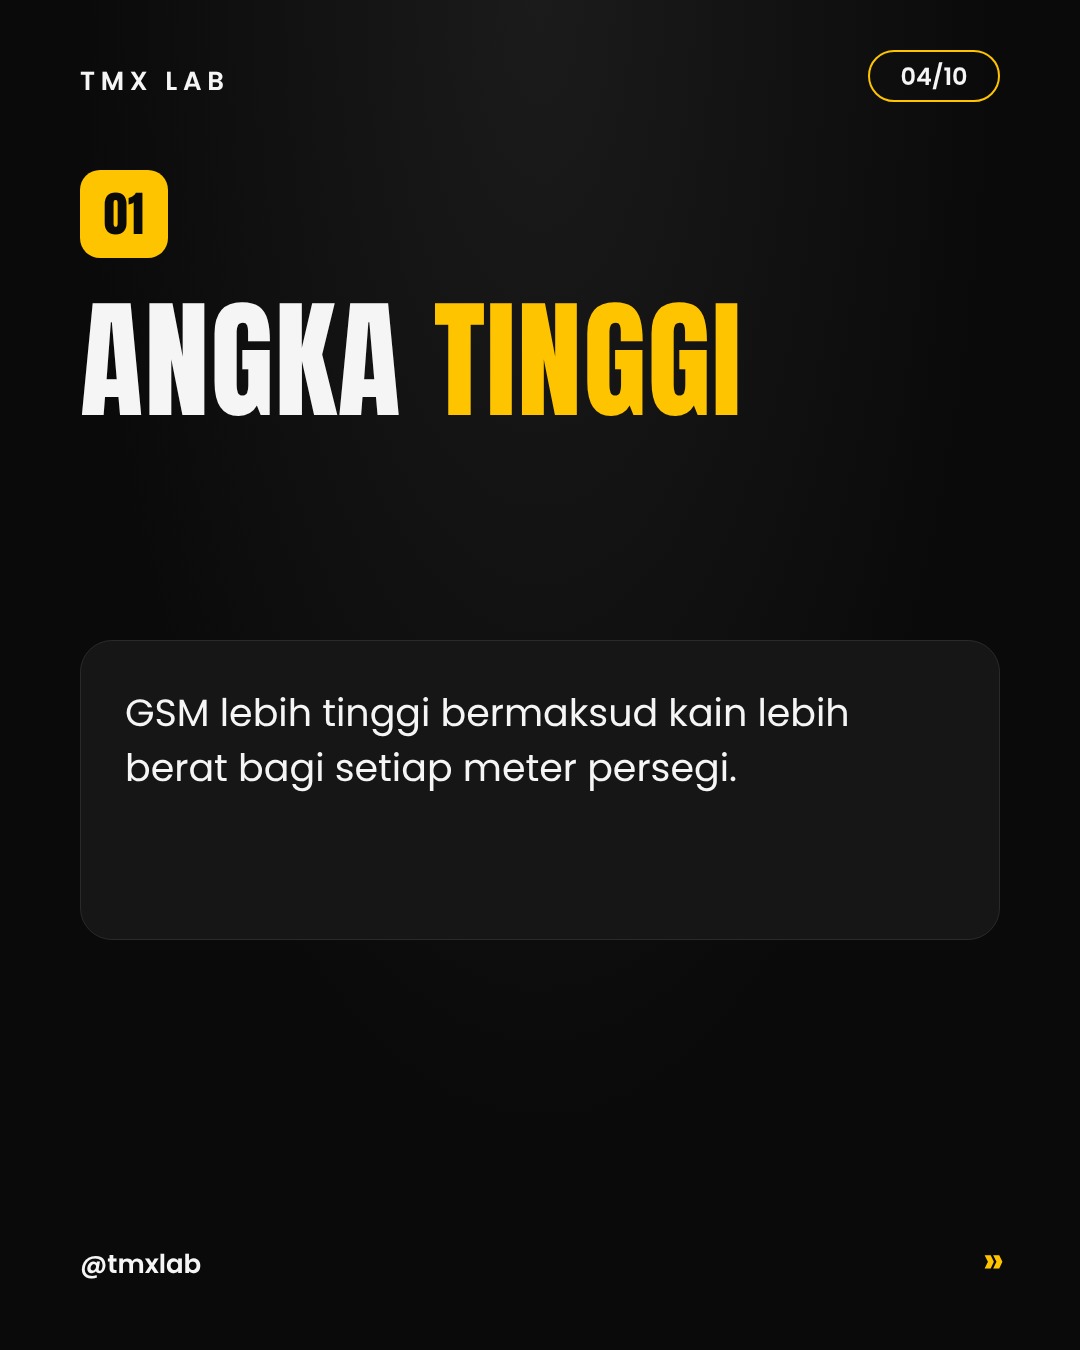 TMX LAB
04/10
01
ANGKA TINGGI
GSM lebih tinggi bermaksud kain lebih
berat bagi setiap meter persegi.
@tmxlab
»